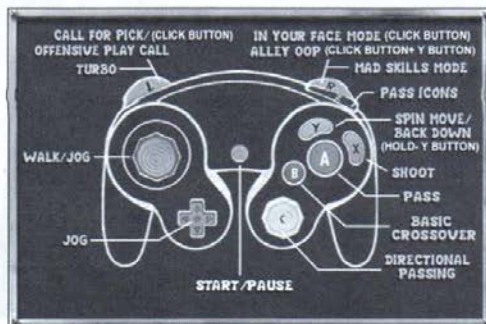 CALL FOR PICK/(CLICK BUTTON)
OFFENSIVE PLAY CALL
TURBO
IN YOUR FACE MODE (CLICK BUTTON)
ALLEY OOP (CLICK BUTTON+ Y BUTTON)
MAD SKILLS MODE
PASS ICONS
SPIN MOVE/
BACK DOWN
(HOLD- Y BUTTON)
L
R
Y
X
A
B
C
WALK/JOG
SHOOT
PASS
JOG
BASIC
CROSSOVER
DIRECTIONAL
PASSING
START/PAUSE